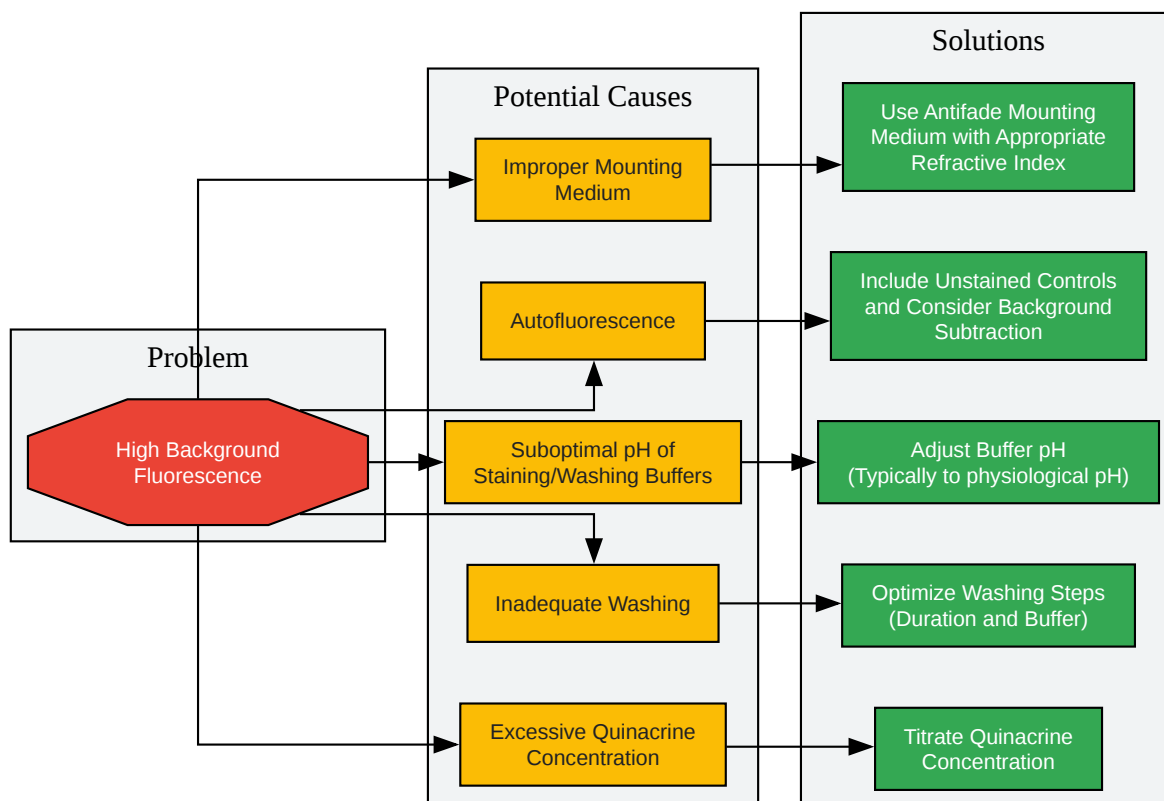 Problem
High Background
Fluorescence
Potential Causes
Improper Mounting
Medium
Autofluorescence
Suboptimal pH of
Staining/Washing Buffers
Inadequate Washing
Excessive Quinacrine
Concentration
Solutions
Use Antifade Mounting
Medium with Appropriate
Refractive Index
Include Unstained Controls
and Consider Background
Subtraction
Adjust Buffer pH
(Typically to physiological pH)
Optimize Washing Steps
(Duration and Buffer)
Titrate Quinacrine
Concentration